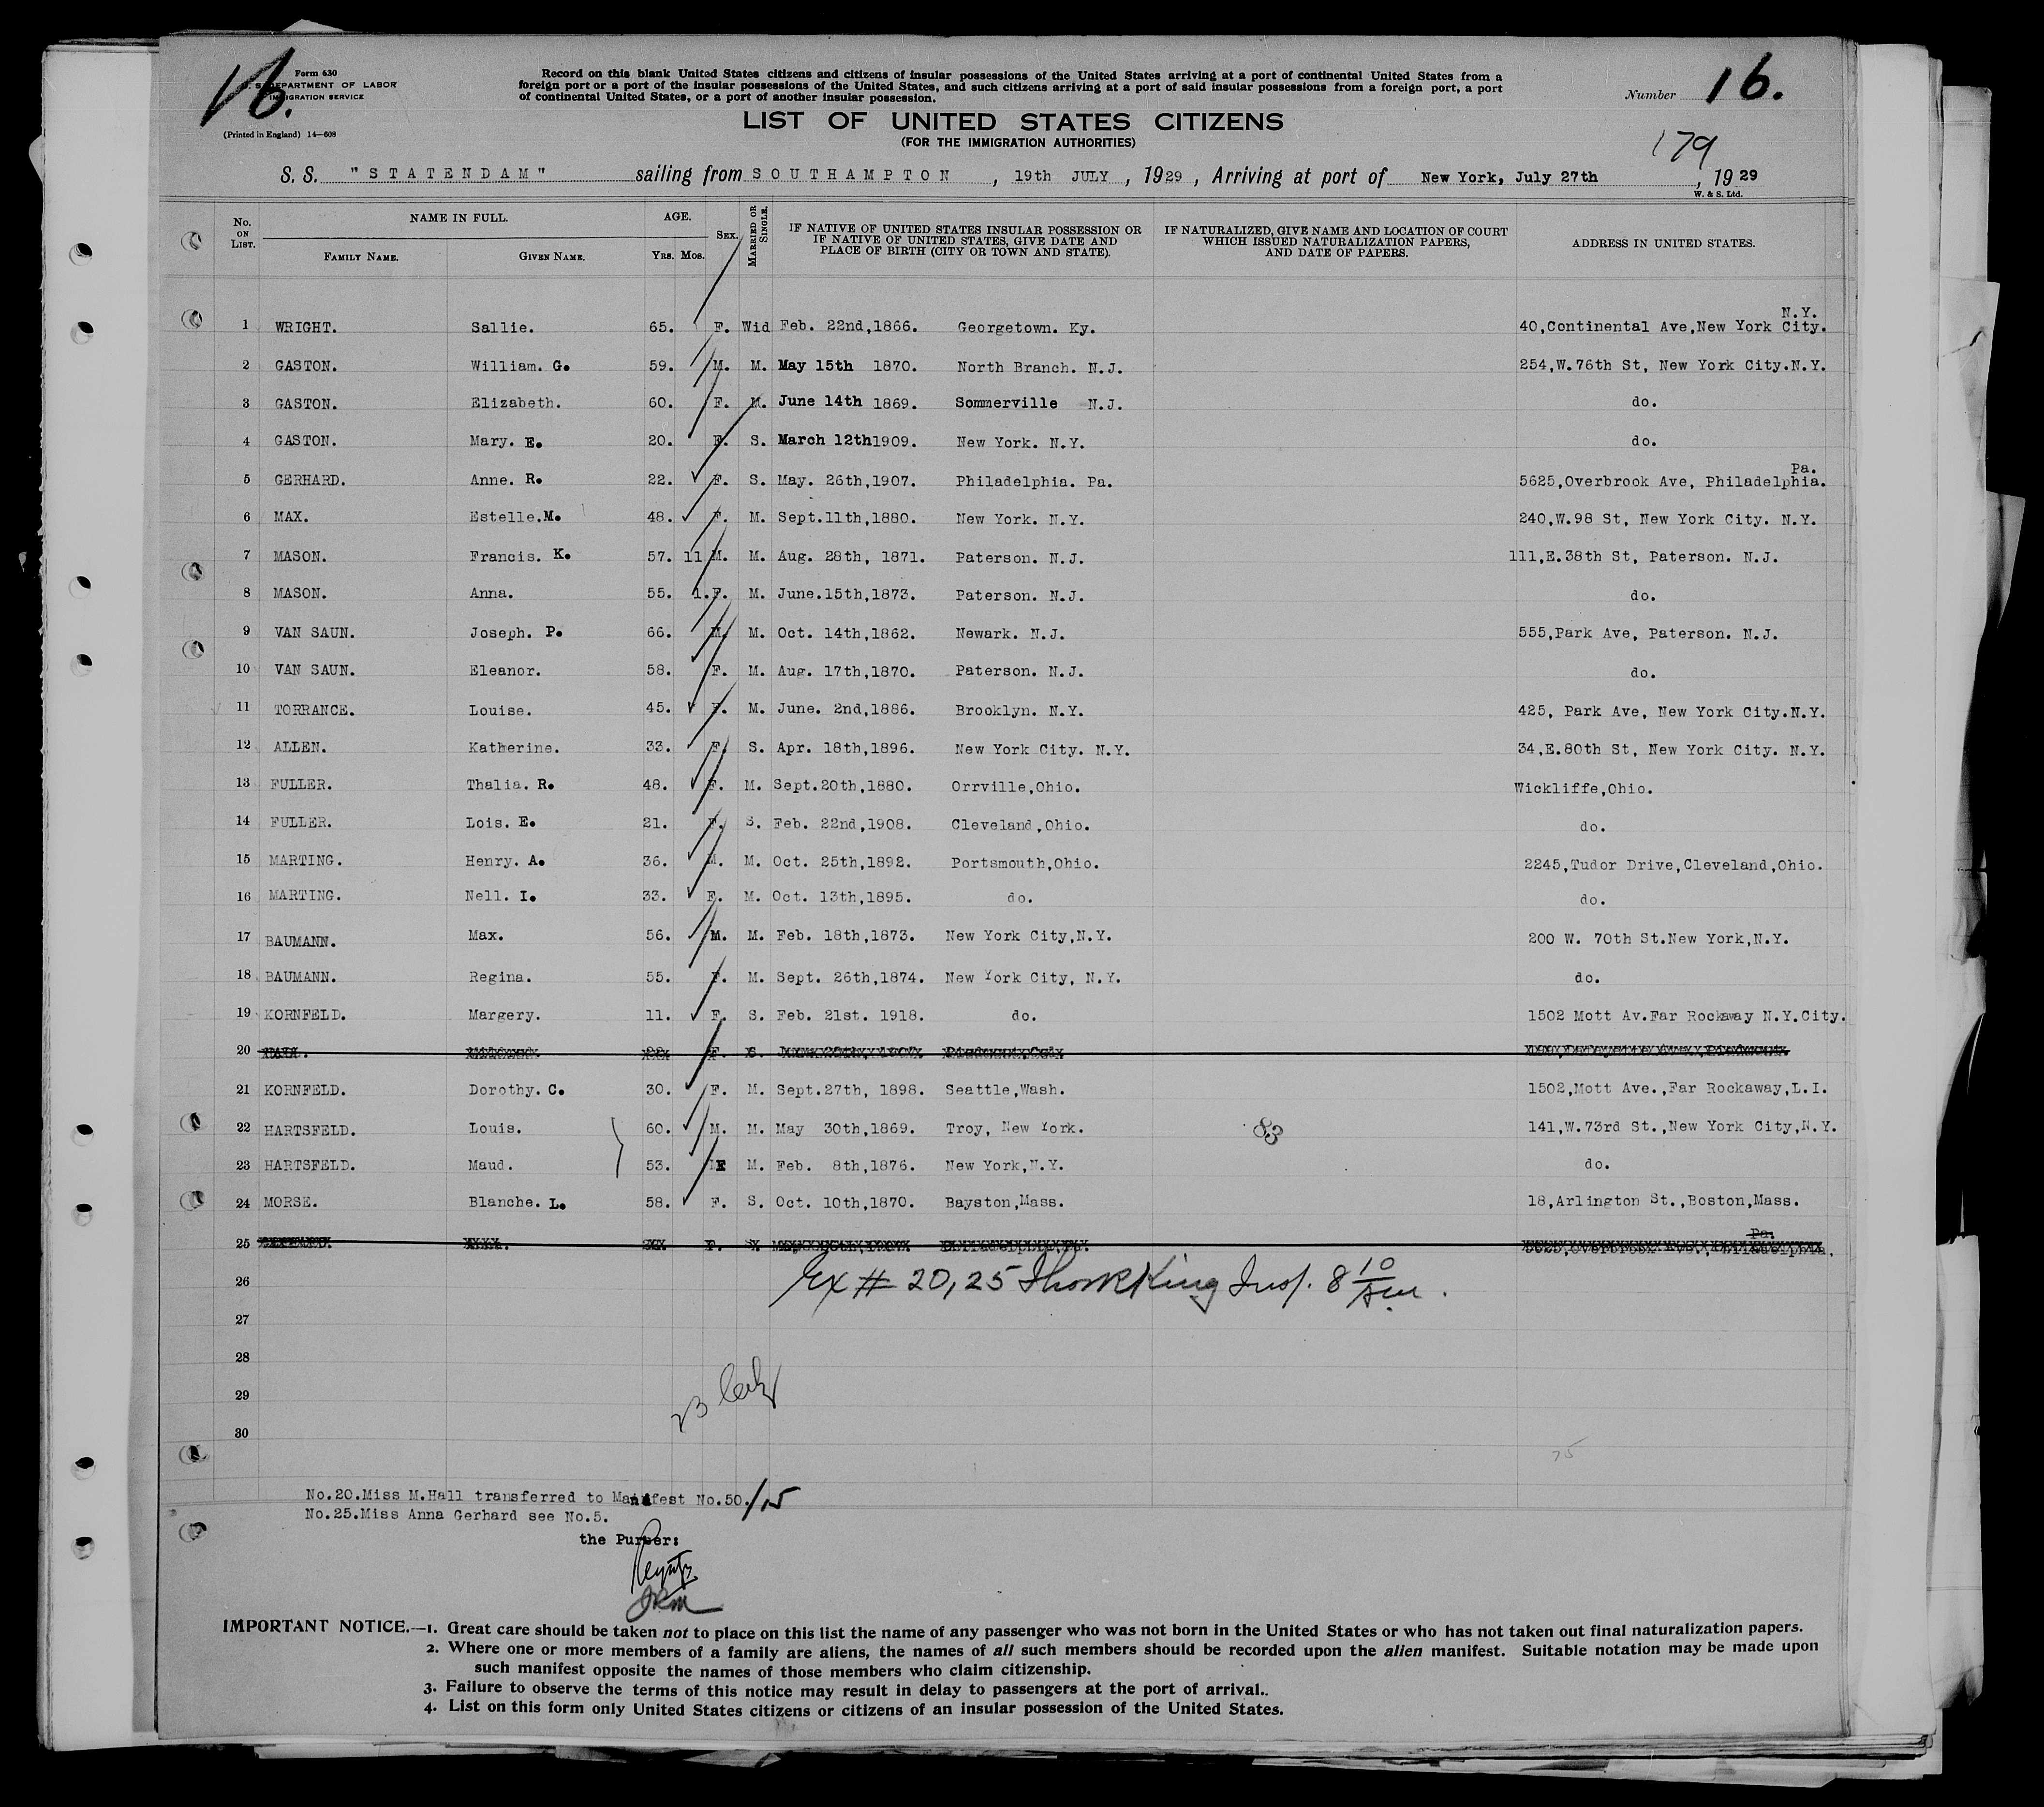 16.
Form 630
U. S. DEPARTMENT OF LABOR
IMMIGRATION SERVICE
(Printed in England) 14—608
Record on this blank United States citizens and citizens of insular possessions of the United States arriving at a port of continental United States from a
foreign port or a port of the insular possessions of the United States, and such citizens arriving at a port of said insular possessions from a foreign port, a port
of continental United States, or a port of another insular possession.
Number 16.
LIST OF UNITED STATES CITIZENS
(FOR THE IMMIGRATION AUTHORITIES)
179
S. S. "STATENDAM" sailing from SOUTHAMPTON, 19th JULY, 1929, Arriving at port of New York, July 27th, 1929
W. & S. Ltd.
No. ON LIST. NAME IN FULL. FAMILY NAME. GIVEN NAME. AGE. YRS. MOS. SEX. MARRIED OR SINGLE. IF NATIVE OF UNITED STATES INSULAR POSSESSION OR IF NATIVE OF UNITED STATES, GIVE DATE AND PLACE OF BIRTH (CITY OR TOWN AND STATE). IF NATURALIZED, GIVE NAME AND LOCATION OF COURT WHICH ISSUED NATURALIZATION PAPERS, AND DATE OF PAPERS. ADDRESS IN UNITED STATES.
1 WRIGHT. Sallie. 65. F. Wid Feb. 22nd,1866. Georgetown. Ky. 40,Continental Ave,New York City. N.Y.
2 GASTON. William. G. 59. M. M. May 15th 1870. North Branch. N.J. 254,W.76th St, New York City.N.Y.
3 GASTON. Elizabeth. 60. F. M. June 14th 1869. Sommerville N.J. do.
4 GASTON. Mary. E. 20. F. S. March 12th1909. New York. N.Y. do.
5 GERHARD. Anne. R. 22. F. S. May. 26th,1907. Philadelphia. Pa. 5625,Overbrook Ave, Philadelphia. Pa.
6 MAX. Estelle.M. 48. F. M. Sept.11th,1880. New York. N.Y. 240,W.98 St, New York City. N.Y.
7 MASON. Francis. K. 57. 11 M. M. Aug. 28th, 1871. Paterson. N.J. 111,E.38th St, Paterson. N.J.
8 MASON. Anna. 55. 1. F. M. June.15th,1873. Paterson. N.J. do.
9 VAN SAUN. Joseph. P. 66. M. M. Oct. 14th,1862. Newark. N.J. 555,Park Ave, Paterson. N.J.
10 VAN SAUN. Eleanor. 58. F. M. Aug. 17th,1870. Paterson. N.J. do.
11 TORRANCE. Louise. 45. F. M. June. 2nd,1886. Brooklyn. N.Y. 425, Park Ave, New York City.N.Y.
12 ALLEN. Katherine. 33. F. S. Apr. 18th,1896. New York City. N.Y. 34,E.80th St, New York City. N.Y.
13 FULLER. Thalia. R. 48. F. M. Sept.20th,1880. Orrville,Ohio. Wickliffe,Ohio.
14 FULLER. Lois. E. 21. F. S. Feb. 22nd,1908. Cleveland,Ohio. do.
15 MARTING. Henry. A. 36. M. M. Oct. 25th,1892. Portsmouth,Ohio. 2245,Tudor Drive,Cleveland,Ohio.
16 MARTING. Nell. I. 33. F. M. Oct. 13th,1895. do. do.
17 BAUMANN. Max. 56. M. M. Feb. 18th,1873. New York City,N.Y. 200 W. 70th St.New York,N.Y.
18 BAUMANN. Regina. 55. F. M. Sept. 26th,1874. New York City, N.Y. do.
19 KORNFELD. Margery. 11. F. S. Feb. 21st. 1918. do. 1502 Mott Av.Far Rockaway N.Y.City.
20 F. S.
21 KORNFELD. Dorothy. C. 30. F. M. Sept.27th, 1898. Seattle,Wash. 1502,Mott Ave.,Far Rockaway,L.I.
22 HARTSFELD. Louis. 60. M. M. May 30th,1869. Troy, New York. 83 141,W.73rd St.,New York City,N.Y.
23 HARTSFELD. Maud. 53. F M. Feb. 8th,1876. New York,N.Y. do.
24 MORSE. Blanche. L. 58. F. S. Oct. 10th,1870. Bayston,Mass. 18,Arlington St.,Boston,Mass.
25 F. Pa.
26 Ex # 20,25 King Insp. 8 10
27
28
29
30
No.20.Miss M.Hall transferred to Manifest No.50./15
No.25.Miss Anna Gerhard see No.5.
the Purser:
IMPORTANT NOTICE.—1. Great care should be taken not to place on this list the name of any passenger who was not born in the United States or who has not taken out final naturalization papers.
2. Where one or more members of a family are aliens, the names of all such members should be recorded upon the alien manifest. Suitable notation may be made upon
such manifest opposite the names of those members who claim citizenship.
3. Failure to observe the terms of this notice may result in delay to passengers at the port of arrival..
4. List on this form only United States citizens or citizens of an insular possession of the United States.